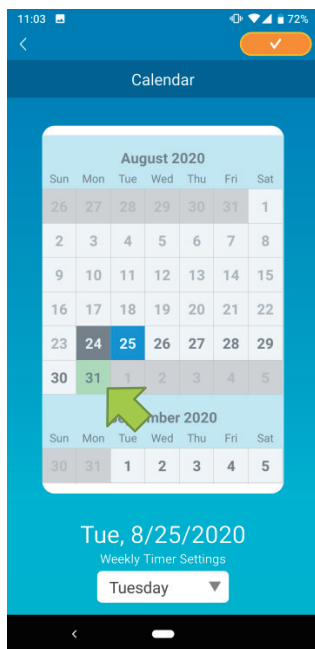 11:03 72%
Calendar
August 2020
Sun Mon Tue Wed Thu Fri Sat
26 27 28 29 30 31 1
2 3 4 5 6 7 8
9 10 11 12 13 14 15
16 17 18 19 20 21 22
23 24 25 26 27 28 29
30 31 1 2 3 4 5
2020
Sun Mon Tue Wed Thu Fri Sat
30 31 1 2 3 4 5
Tue, 8/25/2020
Weekly Timer Settings
Tuesday